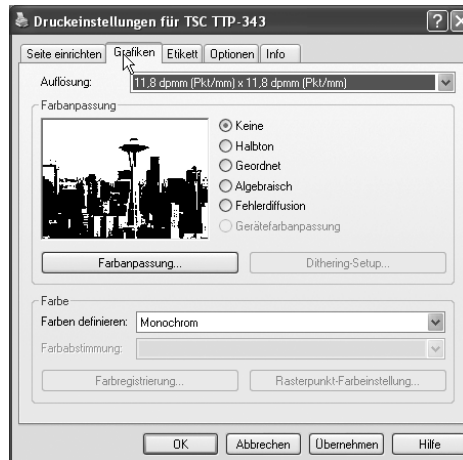 Druckeinstellungen für TSC TTP-343
Seite einrichten Grafiken Etikett Optionen Info
Auflösung: 11,8 dpmm (Pkt/mm) x 11,8 dpmm (Pkt/mm)
Farbanpassung
Keine
Halbton
Geordnet
Algebraisch
Fehlerdiffusion
Gerätefarbanpassung
Farbanpassung... Dithering-Setup...
Farbe
Farben definieren: Monochrom
Farbabstimmung:
Farbregistrierung... Rasterpunkt-Farbeinstellung...
OK Abbrechen Übernehmen Hilfe